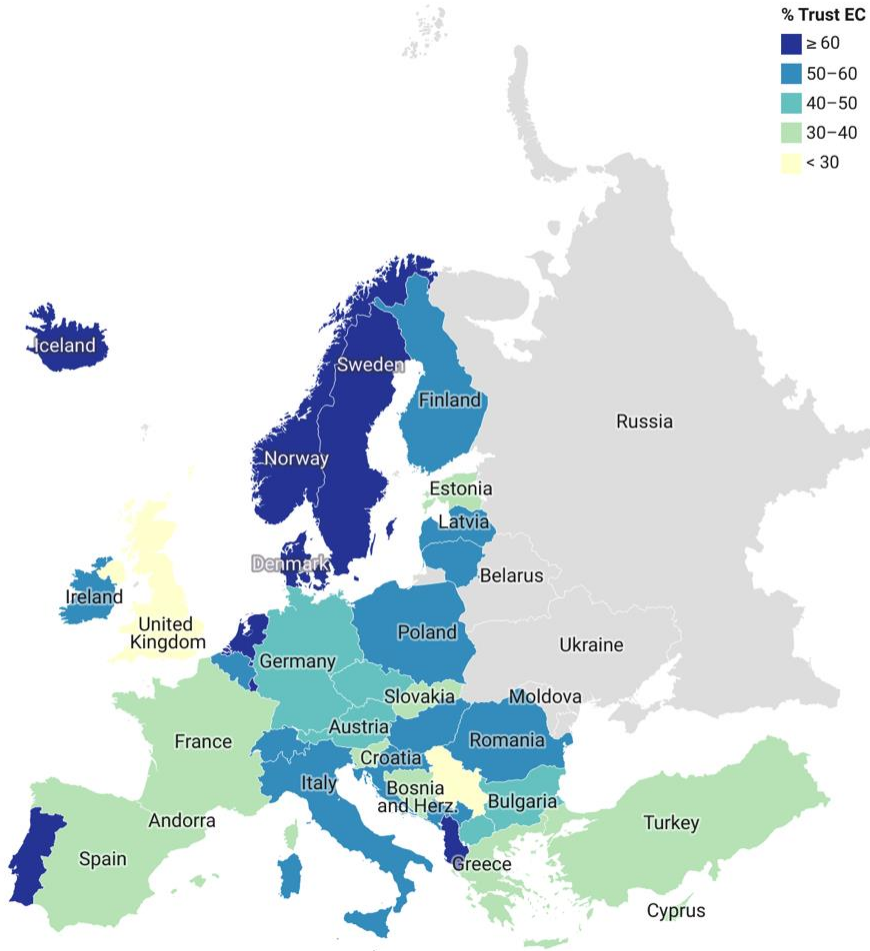 % Trust EC
≥ 60
50–60
40–50
30–40
< 30
Iceland
Sweden
Finland
Russia
Norway
Estonia
Latvia
Denmark
Belarus
Ireland
United
Kingdom
Poland
Ukraine
Germany
Slovakia
Moldova
Austria
France
Romania
Croatia
Italy
Bosnia
and Herz.
Bulgaria
Andorra
Turkey
Spain
Greece
Cyprus